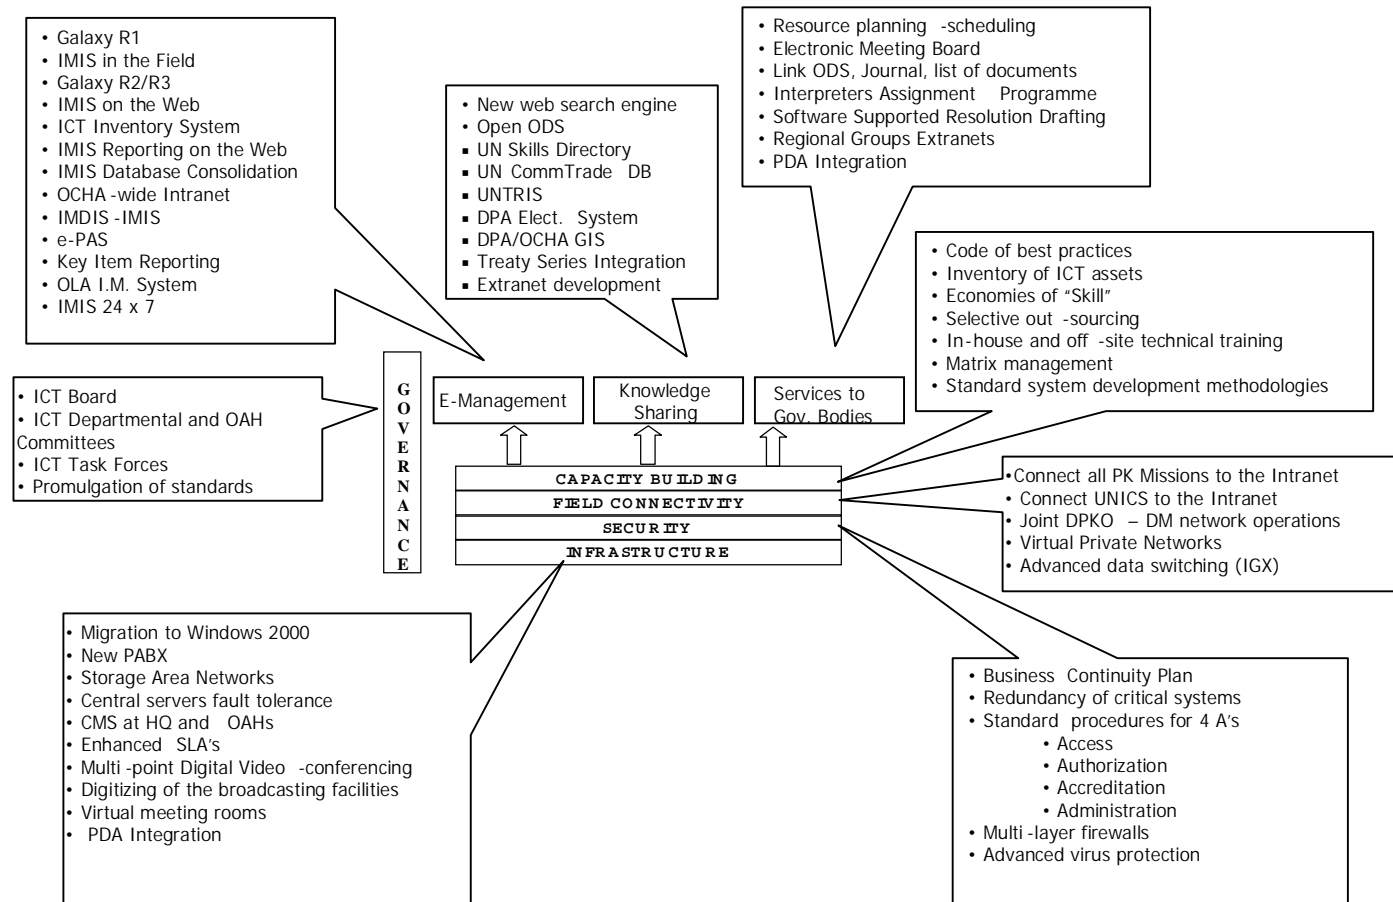 • Galaxy R1
• IMIS in the Field
• Galaxy R2/R3
• IMIS on the Web
• ICT Inventory System
• IMIS Reporting on the Web
• IMIS Database Consolidation
• OCHA -wide Intranet
• IMDIS -IMIS
• e-PAS
• Key Item Reporting
• OLA I.M. System
• IMIS 24 x 7
• New web search engine
• Open ODS
▪ UN Skills Directory
▪ UN CommTrade DB
▪ UNTRIS
▪ DPA Elect. System
▪ DPA/OCHA GIS
▪ Treaty Series Integration
▪ Extranet development
• Resource planning -scheduling
• Electronic Meeting Board
• Link ODS, Journal, list of documents
• Interpreters Assignment Programme
• Software Supported Resolution Drafting
• Regional Groups Extranets
• PDA Integration
• Code of best practices
• Inventory of ICT assets
• Economies of “Skill”
• Selective out -sourcing
• In-house and off -site technical training
• Matrix management
• Standard system development methodologies
• ICT Board
• ICT Departmental and OAH
Committees
• ICT Task Forces
• Promulgation of standards
GOVERNANCE
E-Management
Knowledge
Sharing
Services to
Gov. Bodies
CAPACITY BUILDING
FIELD CONNECTIVITY
SECURITY
INFRASTRUCTURE
•Connect all PK Missions to the Intranet
• Connect UNICS to the Intranet
• Joint DPKO – DM network operations
• Virtual Private Networks
• Advanced data switching (IGX)
• Migration to Windows 2000
• New PABX
• Storage Area Networks
• Central servers fault tolerance
• CMS at HQ and OAHs
• Enhanced SLA’s
• Multi -point Digital Video -conferencing
• Digitizing of the broadcasting facilities
• Virtual meeting rooms
• PDA Integration
• Business Continuity Plan
• Redundancy of critical systems
• Standard procedures for 4 A’s
• Access
• Authorization
• Accreditation
• Administration
• Multi -layer firewalls
• Advanced virus protection